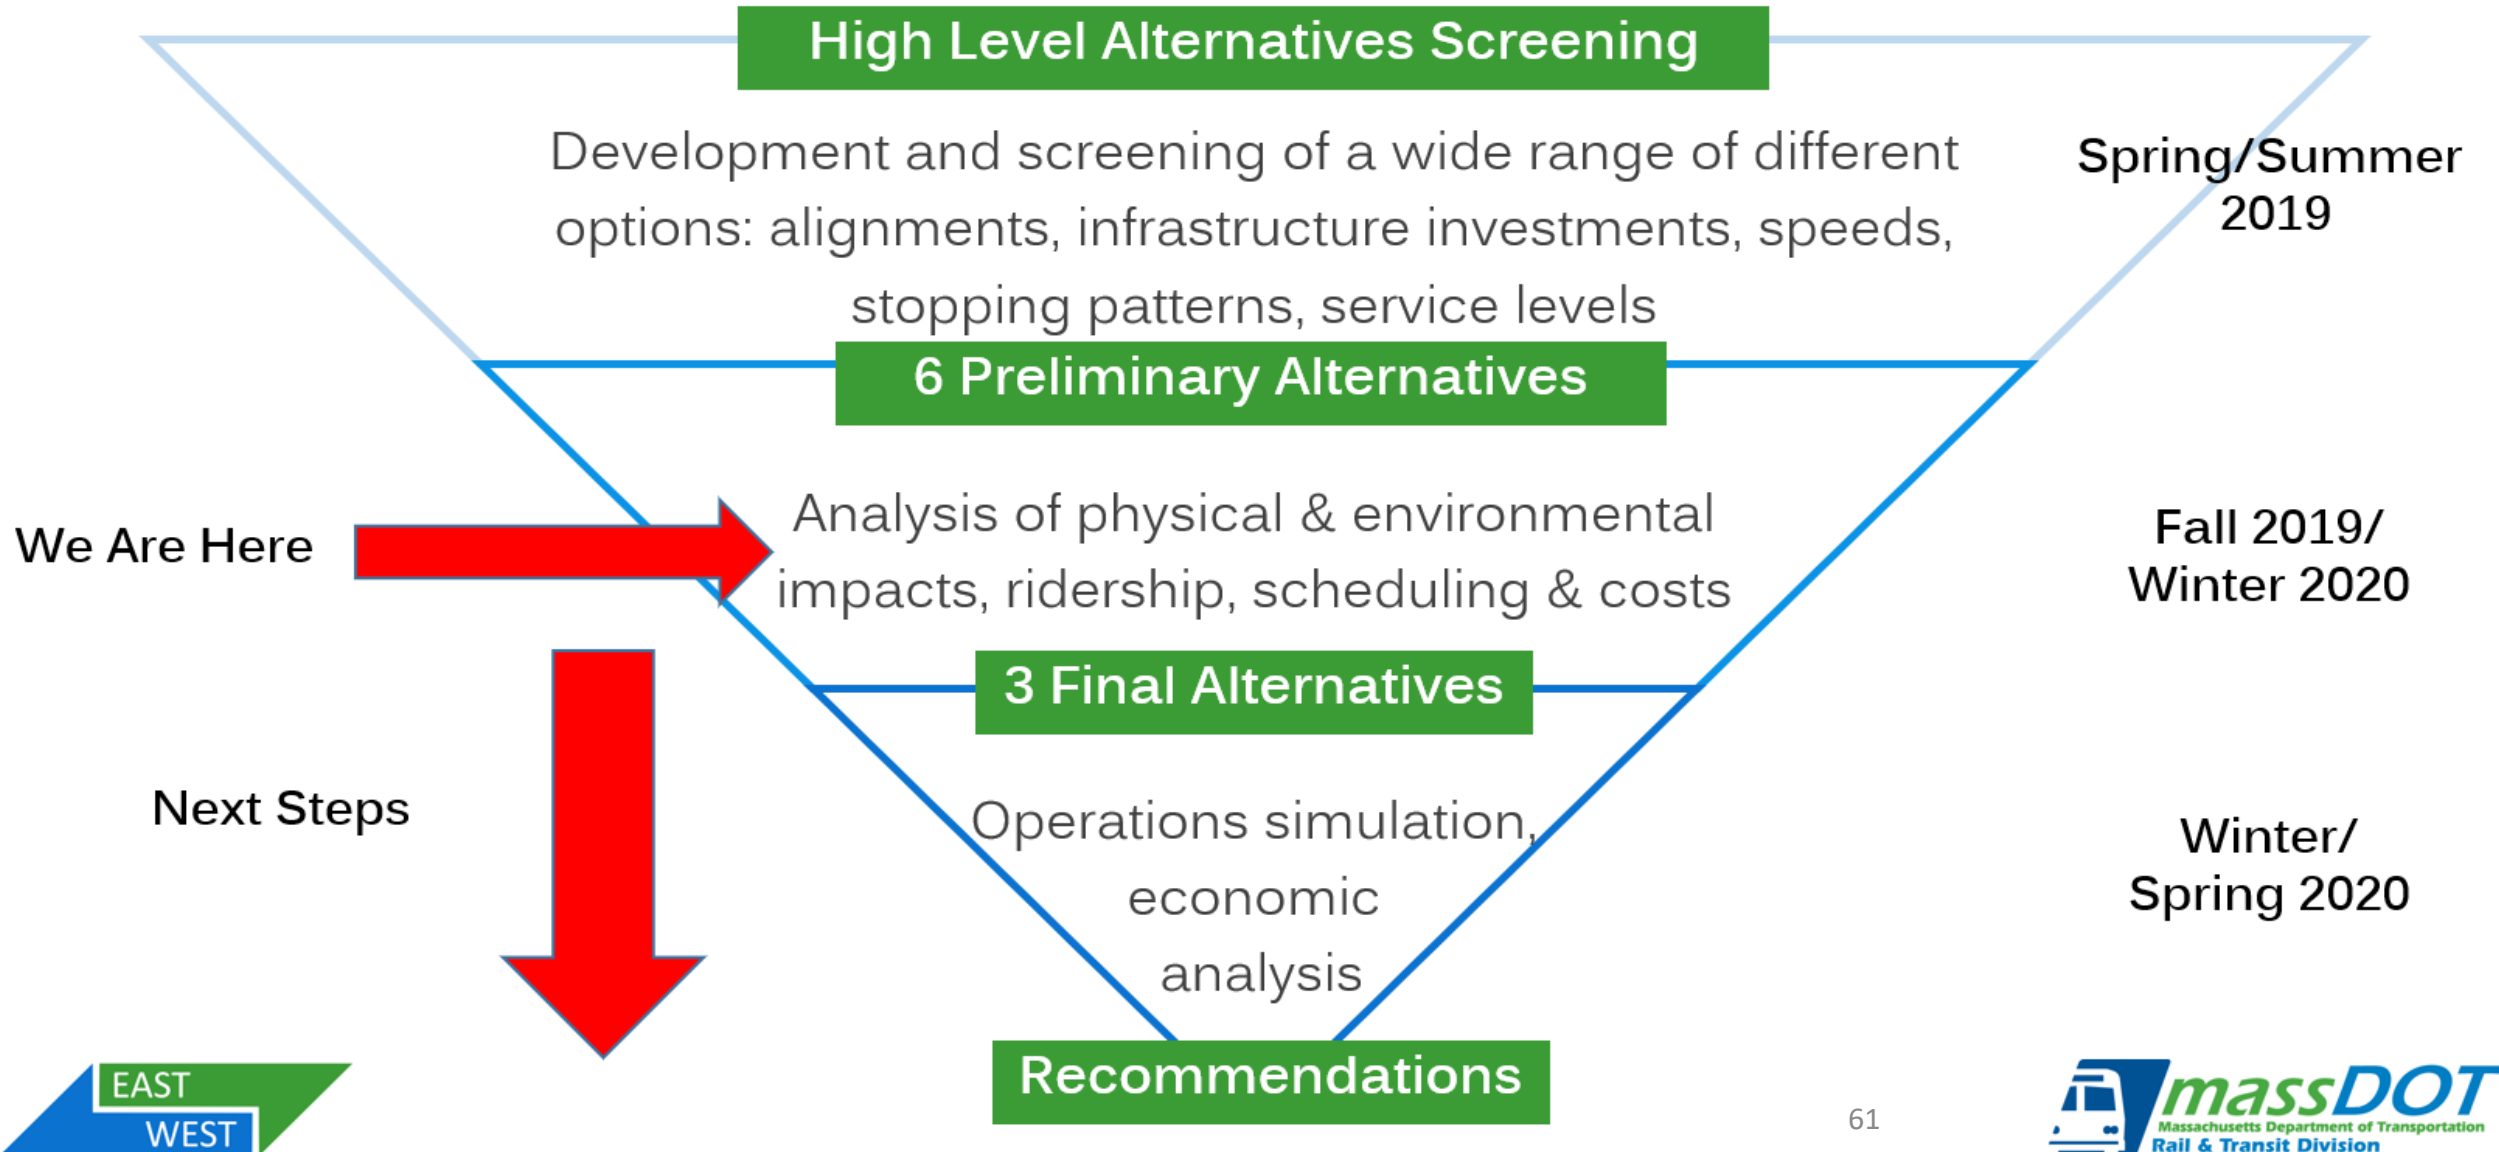 High Level Alternatives Screening
Development and screening of a wide range of different
options: alignments, infrastructure investments, speeds,
stopping patterns, service levels
Spring/Summer
2019
6 Preliminary Alternatives
We Are Here
Analysis of physical & environmental
impacts, ridership, scheduling & costs
Fall 2019/
Winter 2020
3 Final Alternatives
Next Steps
Operations simulation,
economic
analysis
Winter/
Spring 2020
Recommendations
EAST
WEST
61
massDOT
Massachusetts Department of Transportation
Rail & Transit Division